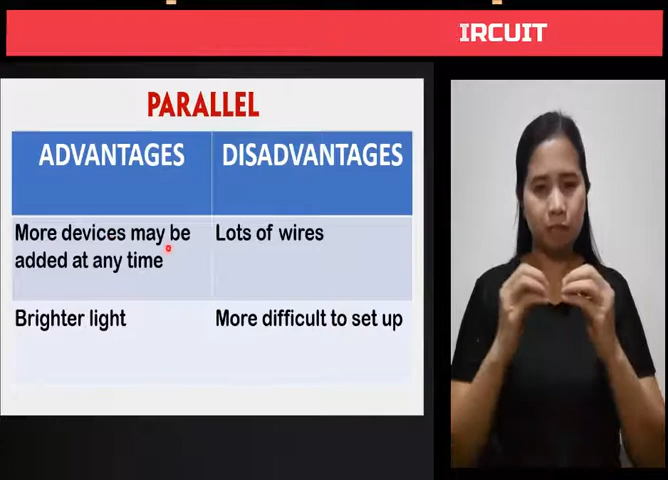 IRCUIT
PARALLEL
ADVANTAGES
DISADVANTAGES
More devices may be
added at any time
Lots of wires
Brighter light
More difficult to set up